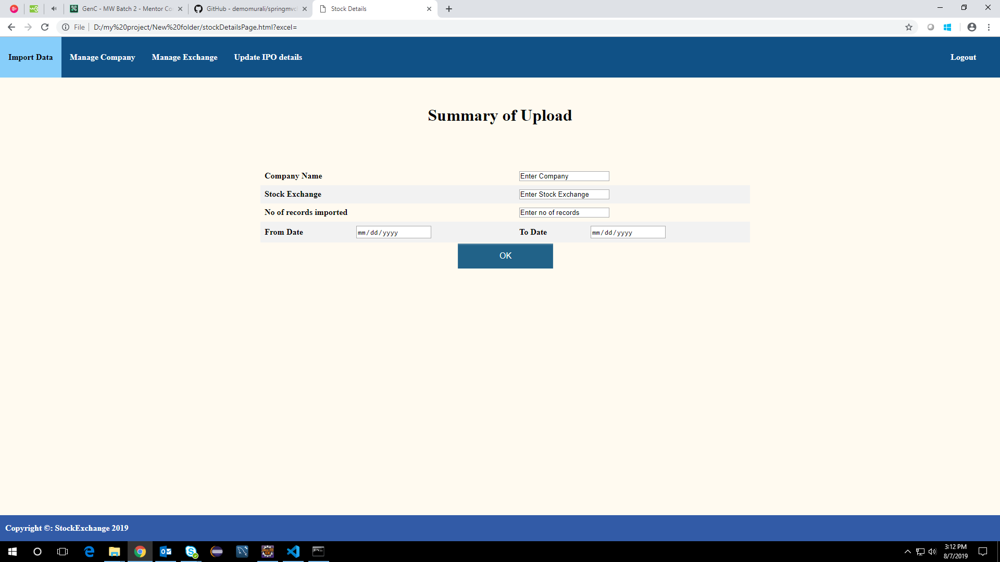 GenC - MW Batch 2 - Mentor Co
GitHub - demomurali/springmvc
Stock Details
File
D:/my%20project/New%20folder/stockDetailsPage.html?excel=
Import Data
Manage Company
Manage Exchange
Update IPO details
Logout
Summary of Upload
Company Name
Enter Company
Stock Exchange
Enter Stock Exchange
No of records imported
Enter no of records
From Date
mm/dd/yyyy
To Date
mm/dd/yyyy
OK
Copyright ©: StockExchange 2019
3:12 PM
8/7/2019